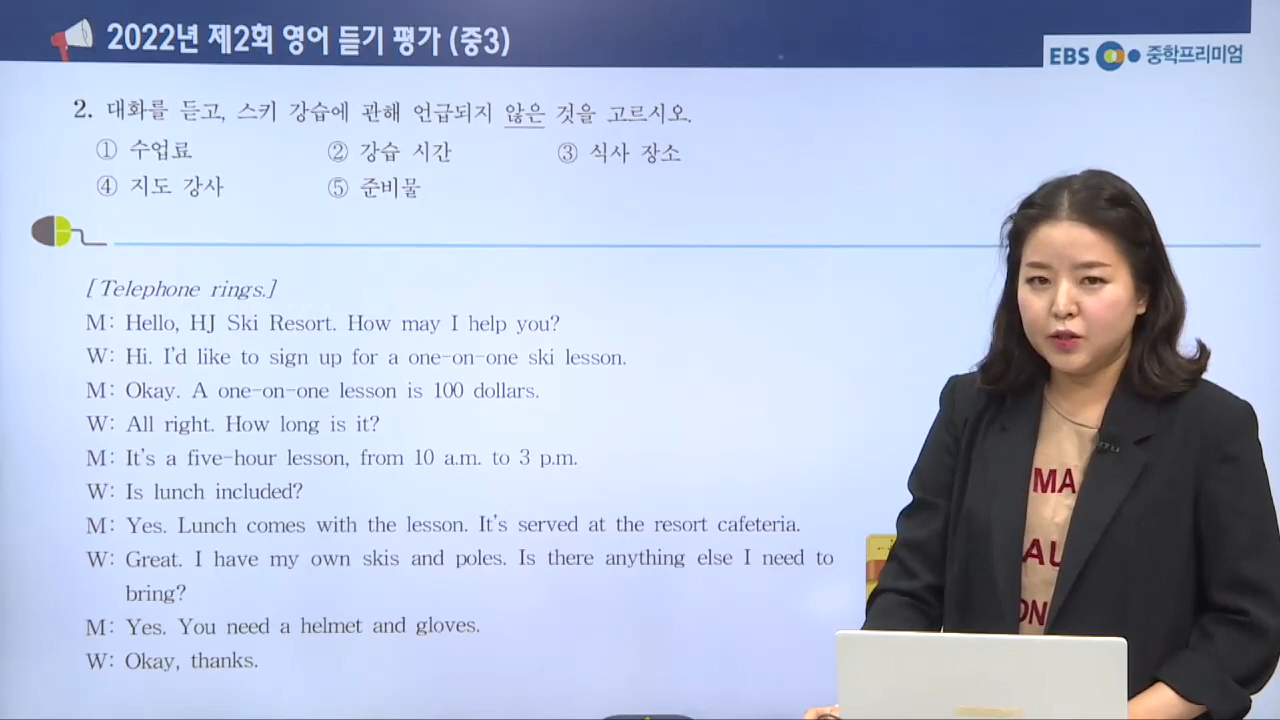 2022년 제2회 영어 듣기 평가 (중3)
EBS 중학프리미엄
2. 대화를 듣고, 스키 강습에 관해 언급되지 않은 것을 고르시오.
① 수업료 ② 강습 시간 ③ 식사 장소
④ 지도 강사 ⑤ 준비물
[Telephone rings.]
M: Hello, HJ Ski Resort. How may I help you?
W: Hi. I'd like to sign up for a one-on-one ski lesson.
M: Okay. A one-on-one lesson is 100 dollars.
W: All right. How long is it?
M: It's a five-hour lesson, from 10 a.m. to 3 p.m.
W: Is lunch included?
M: Yes. Lunch comes with the lesson. It's served at the resort cafeteria.
W: Great. I have my own skis and poles. Is there anything else I need to
bring?
M: Yes. You need a helmet and gloves.
W: Okay, thanks.
MA
AU
ON